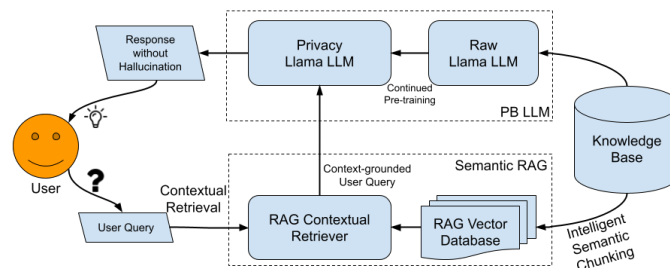 Response
without
Hallucination
Privacy
Llama LLM
Raw
Llama LLM
Continued
Pre-training
PB LLM
Knowledge
Base
User
?
User Query
Contextual
Retrieval
Context-grounded
User Query
Semantic RAG
RAG Contextual
Retriever
RAG Vector
Database
Intelligent
Semantic
Chunking